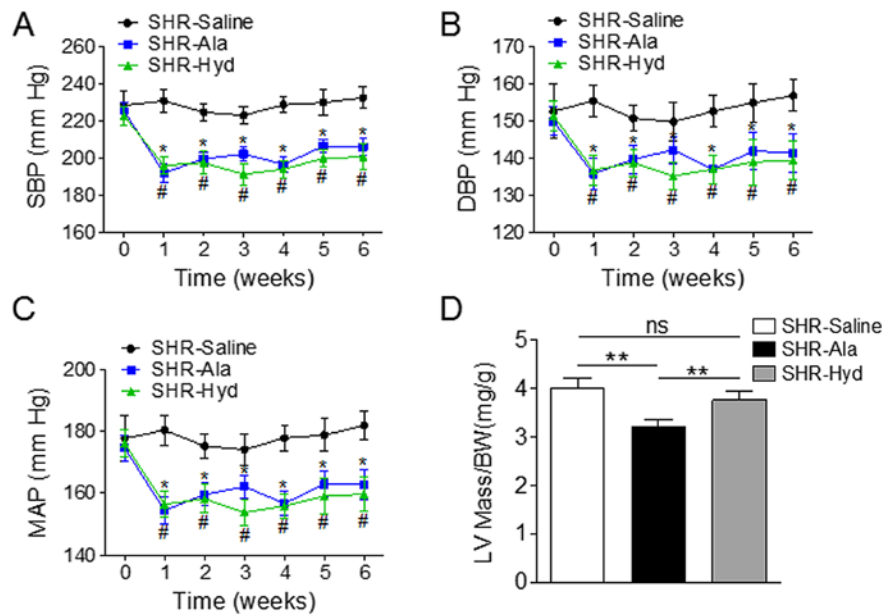 A
SHR-Saline
SHR-Ala
SHR-Hyd
260
240
220
200
180
160
SBP (mm Hg)
* * * * * *
# # # # # #
0 1 2 3 4 5 6
Time (weeks)
B
SHR-Saline
SHR-Ala
SHR-Hyd
170
160
150
140
130
120
DBP (mm Hg)
* * * * * *
# # # # # #
0 1 2 3 4 5 6
Time (weeks)
C
SHR-Saline
SHR-Ala
SHR-Hyd
200
180
160
140
MAP (mm Hg)
* * * * * *
# # # # # #
0 1 2 3 4 5 6
Time (weeks)
D
SHR-Saline
SHR-Ala
SHR-Hyd
ns
** **
5
4
3
2
1
0
LV Mass/BW(mg/g)